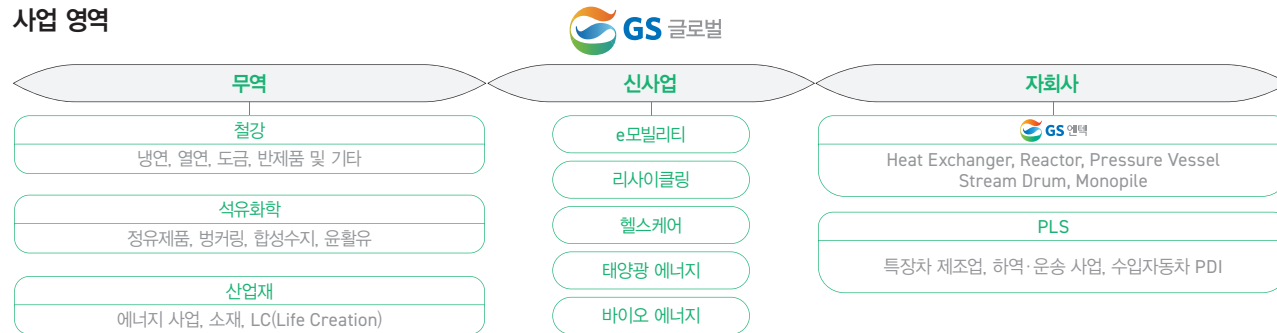 사업 영역
GS 글로벌
무역
철강
냉연, 열연, 도금, 반제품 및 기타
석유화학
정유제품, 벙커링, 합성수지, 윤활유
산업재
에너지 사업, 소재, LC(Life Creation)
신사업
e모빌리티
리사이클링
헬스케어
태양광 에너지
바이오 에너지
자회사
GS 엔텍
Heat Exchanger, Reactor, Pressure Vessel
Stream Drum, Monopile
PLS
특장차 제조업, 하역·운송 사업, 수입자동차 PDI